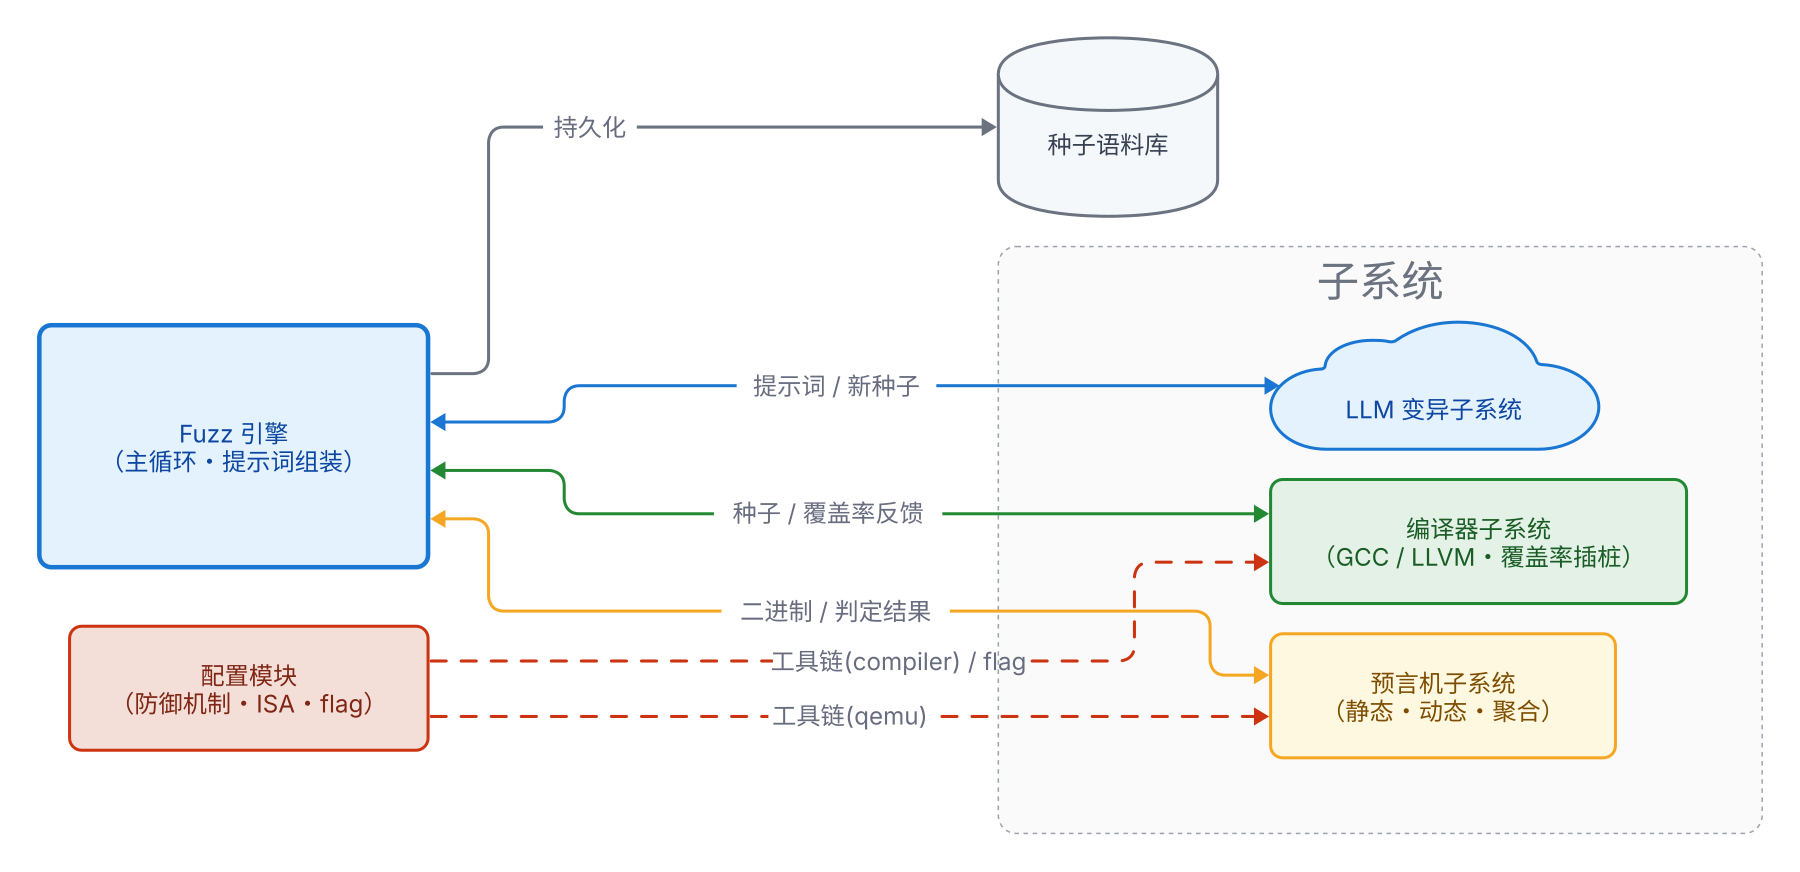 持久化
种子语料库
子系统
提示词 / 新种子
LLM 变异子系统
Fuzz 引擎
（主循环・提示词组装）
种子 / 覆盖率反馈
编译器子系统
（GCC / LLVM・覆盖率插桩）
二进制 / 判定结果
配置模块
（防御机制・ISA・flag）
工具链(compiler) / flag
工具链(qemu)
预言机子系统
（静态・动态・聚合）